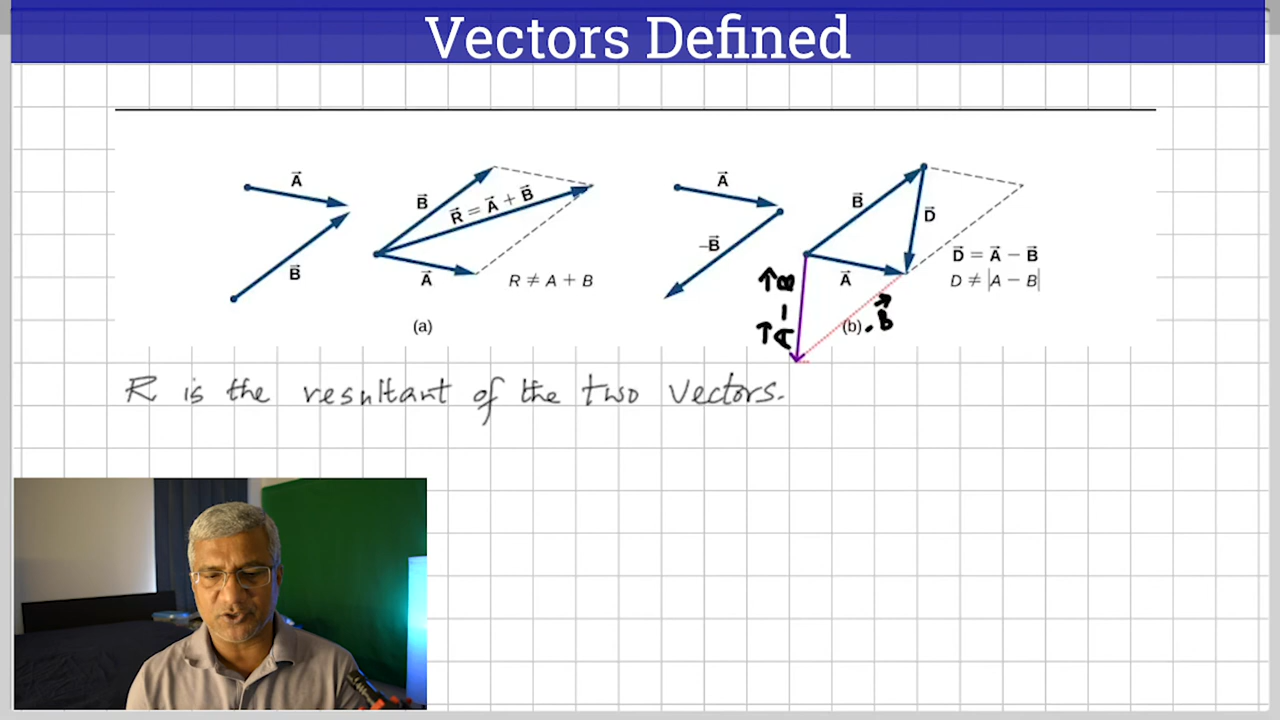 Vectors Defined
A⃗
B⃗
B⃗
R⃗ = A⃗ + B⃗
A⃗
R ≠ A + B
(a)
A⃗
–B⃗
B⃗
D⃗
A⃗
D⃗ = A⃗ − B⃗
D ≠ |A − B|
A⃗ - B⃗
-B⃗
(b)
R is the resultant of the two vectors.